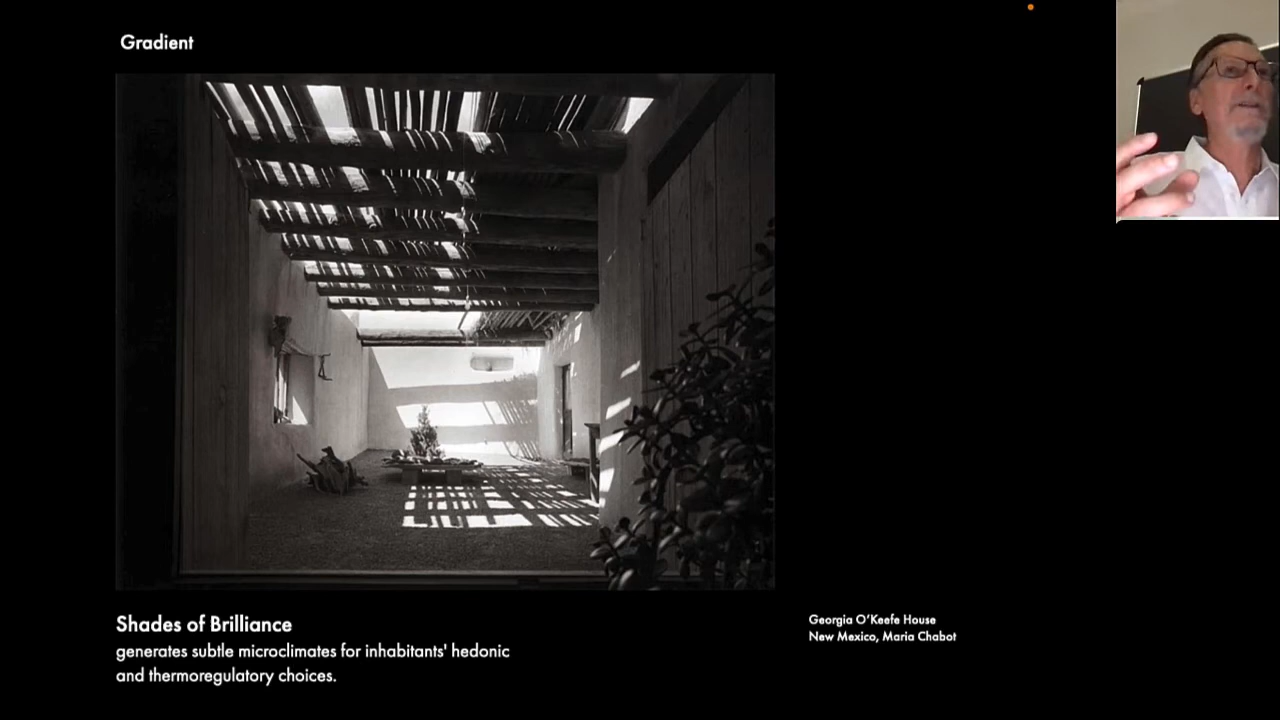 Gradient
Shades of Brilliance
generates subtle microclimates for inhabitants' hedonic
and thermoregulatory choices.
Georgia O'Keefe House
New Mexico, Maria Chabot